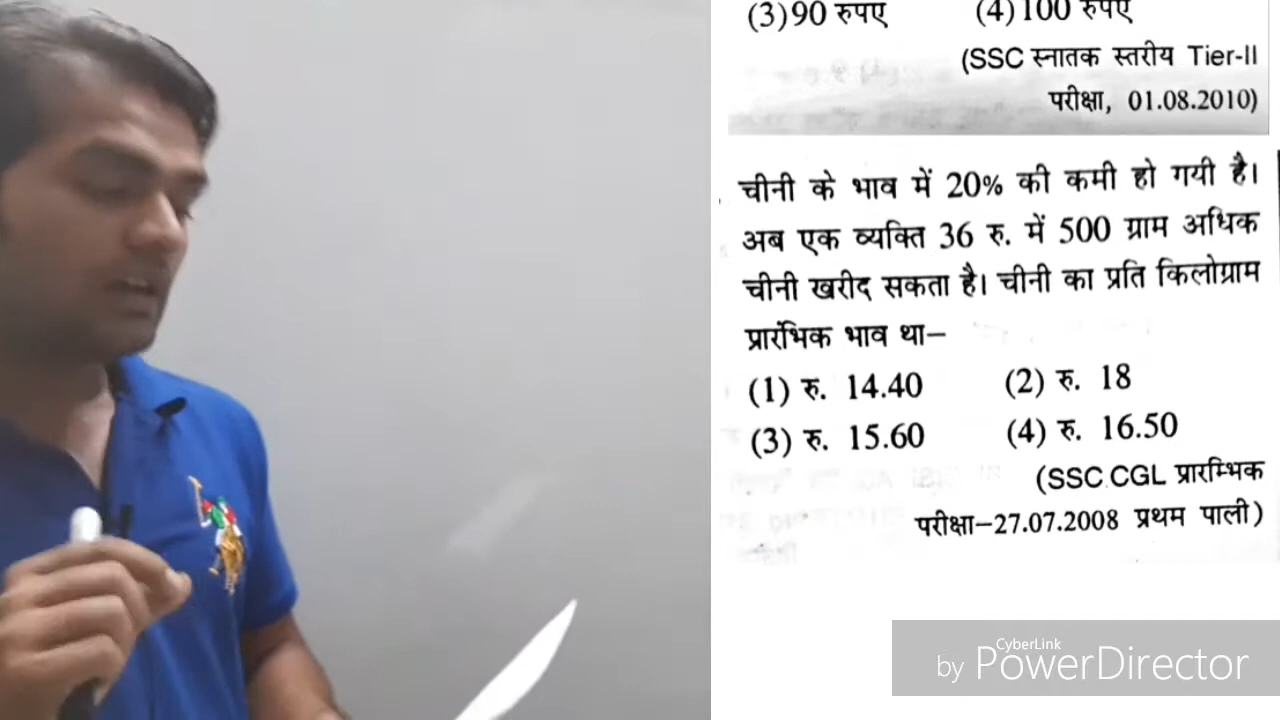 (3) 90 रुपए (4) 100 रुपए
(SSC स्नातक स्तरीय Tier-II
परीक्षा, 01.08.2010)
चीनी के भाव में 20% की कमी हो गयी है।
अब एक व्यक्ति 36 रु. में 500 ग्राम अधिक
चीनी खरीद सकता है। चीनी का प्रति किलोग्राम
प्रारंभिक भाव था–
(1) रु. 14.40 (2) रु. 18
(3) रु. 15.60 (4) रु. 16.50
(SSC CGL प्रारम्भिक
परीक्षा–27.07.2008 प्रथम पाली)
CyberLink
by PowerDirector